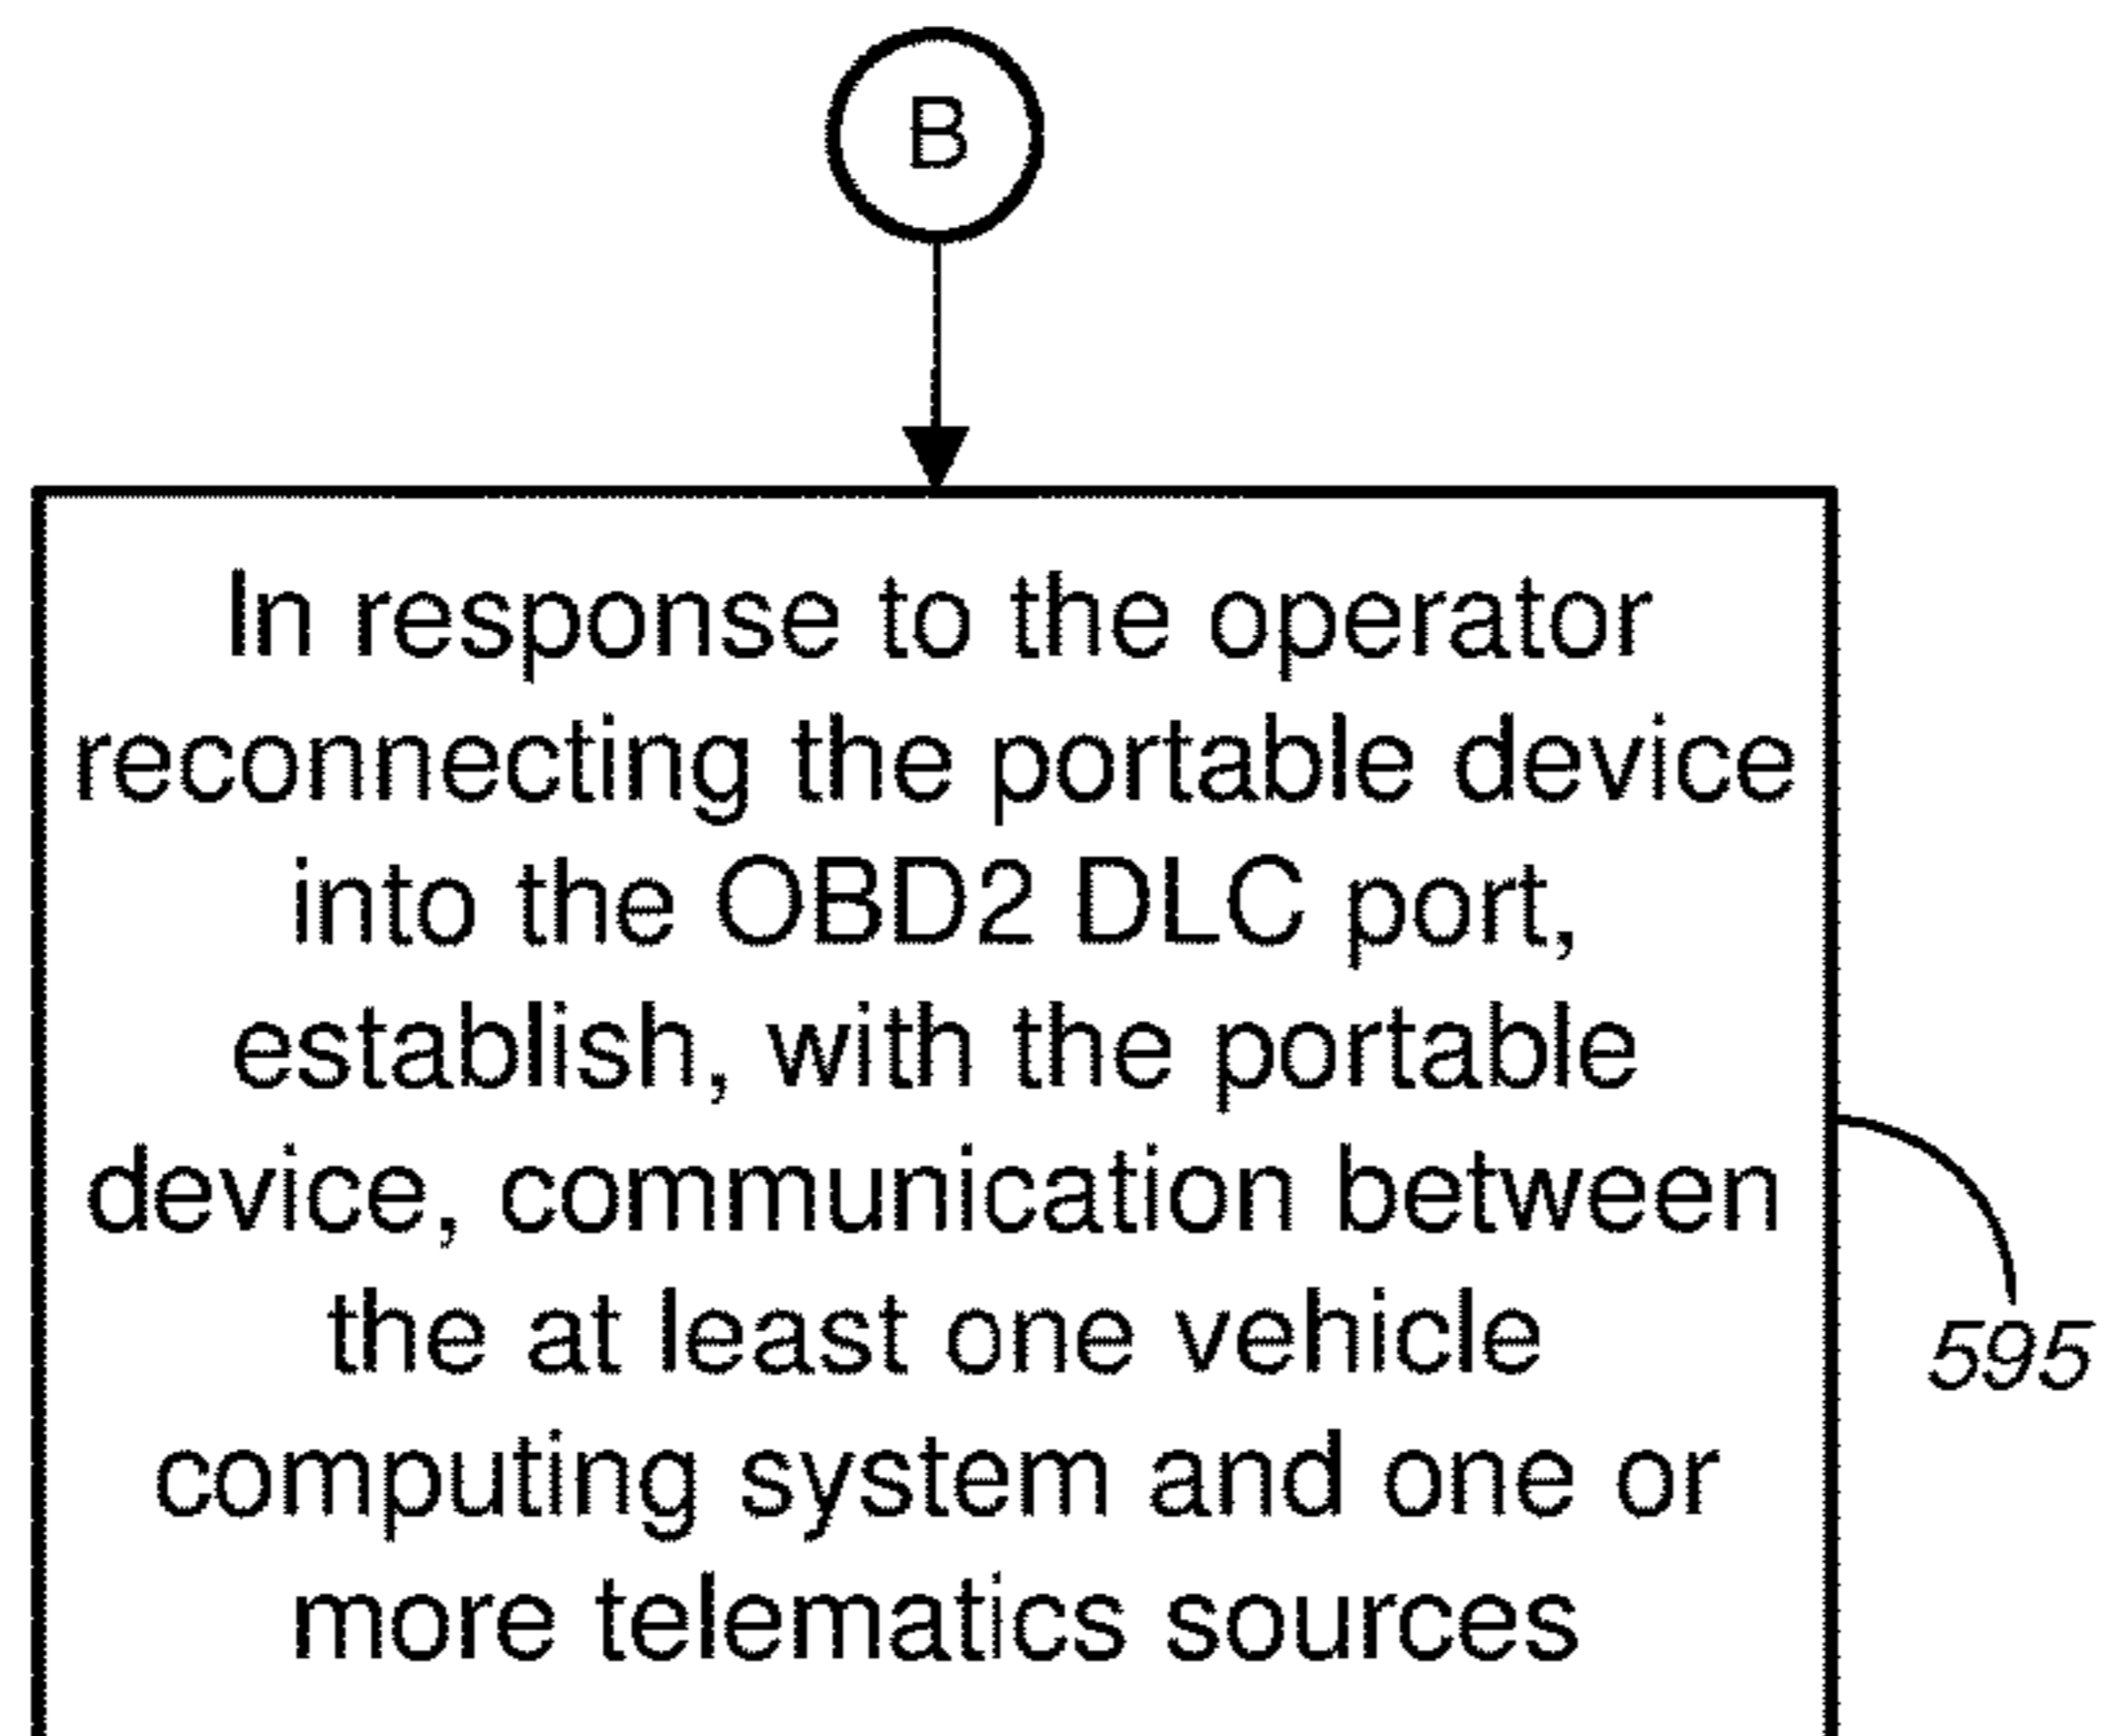 B
In response to the operator
reconnecting the portable device
into the OBD2 DLC port,
establish, with the portable
device, communication between
the at least one vehicle
computing system and one or
more telematics sources
595